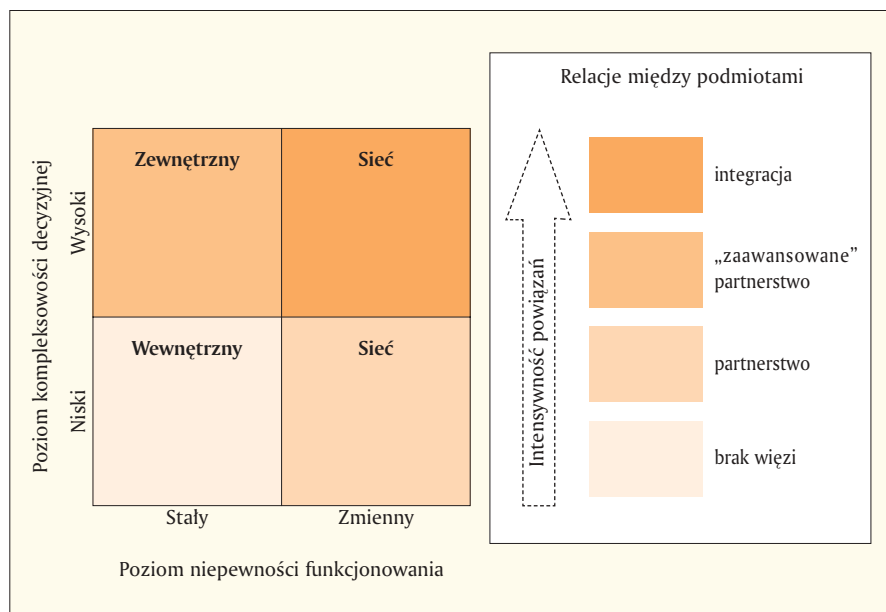 Relacje między podmiotami
Poziom kompleksowości decyzyjnej
Wysoki
Niski
Zewnętrzny
Sieć
Wewnętrzny
Sieć
Stały
Zmienny
Poziom niepewności funkcjonowania
Intensywność powiązań
integracja
„zaawansowane”
partnerstwo
partnerstwo
brak więzi